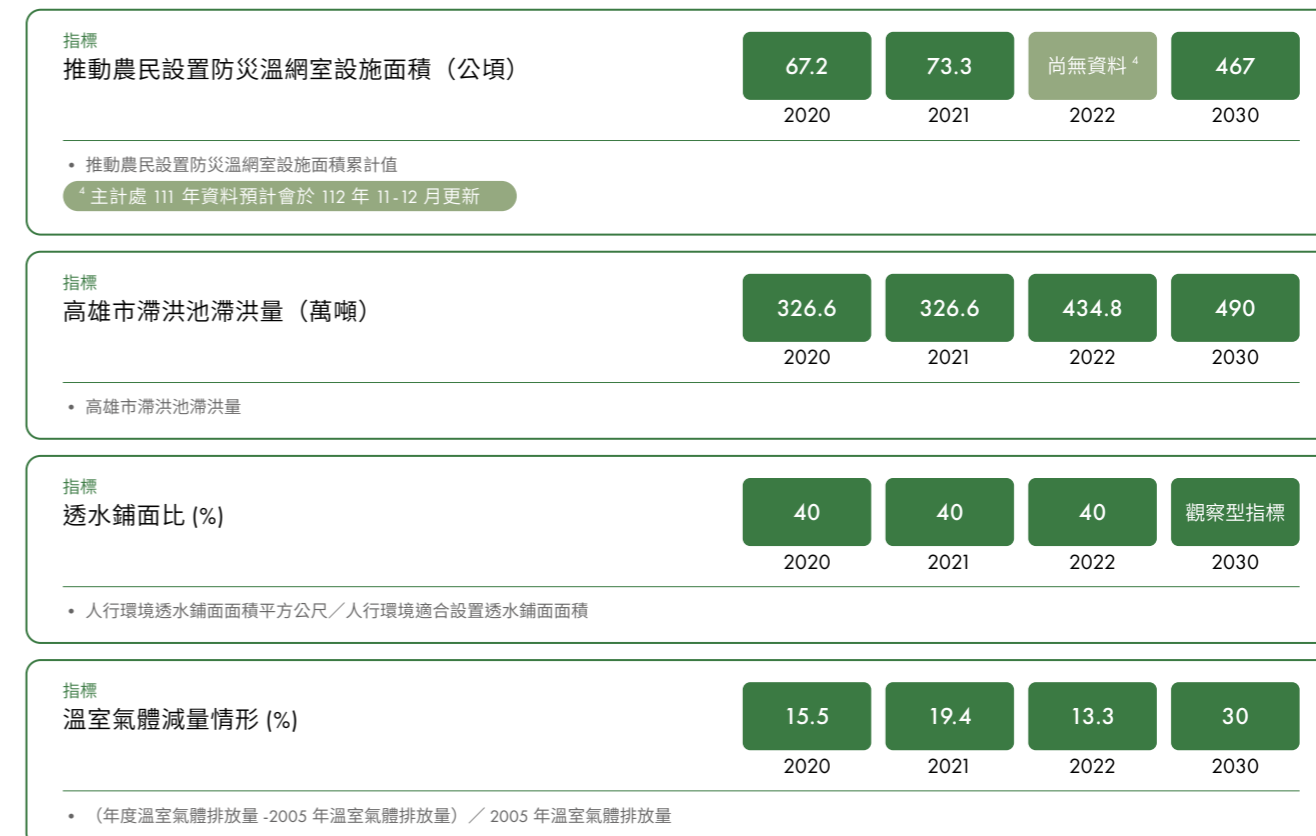 指標
推動農民設置防災溫網室設施面積（公頃）
67.2 73.3 尚無資料 4 467
2020 2021 2022 2030
• 推動農民設置防災溫網室設施面積累計值
4 主計處 111 年資料預計會於 112 年 11-12 月更新
指標
高雄市滯洪池滯洪量（萬噸）
326.6 326.6 434.8 490
2020 2021 2022 2030
• 高雄市滯洪池滯洪量
指標
透水鋪面比 (%)
40 40 40 觀察型指標
2020 2021 2022 2030
• 人行環境透水鋪面面積平方公尺／人行環境適合設置透水鋪面面積
指標
溫室氣體減量情形 (%)
15.5 19.4 13.3 30
2020 2021 2022 2030
• （年度溫室氣體排放量 -2005 年溫室氣體排放量）／ 2005 年溫室氣體排放量